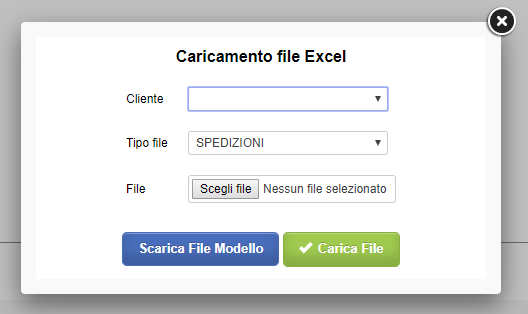 Caricamento file Excel
Cliente
Tipo file SPEDIZIONI
File Scegli file Nessun file selezionato
Scarica File Modello Carica File